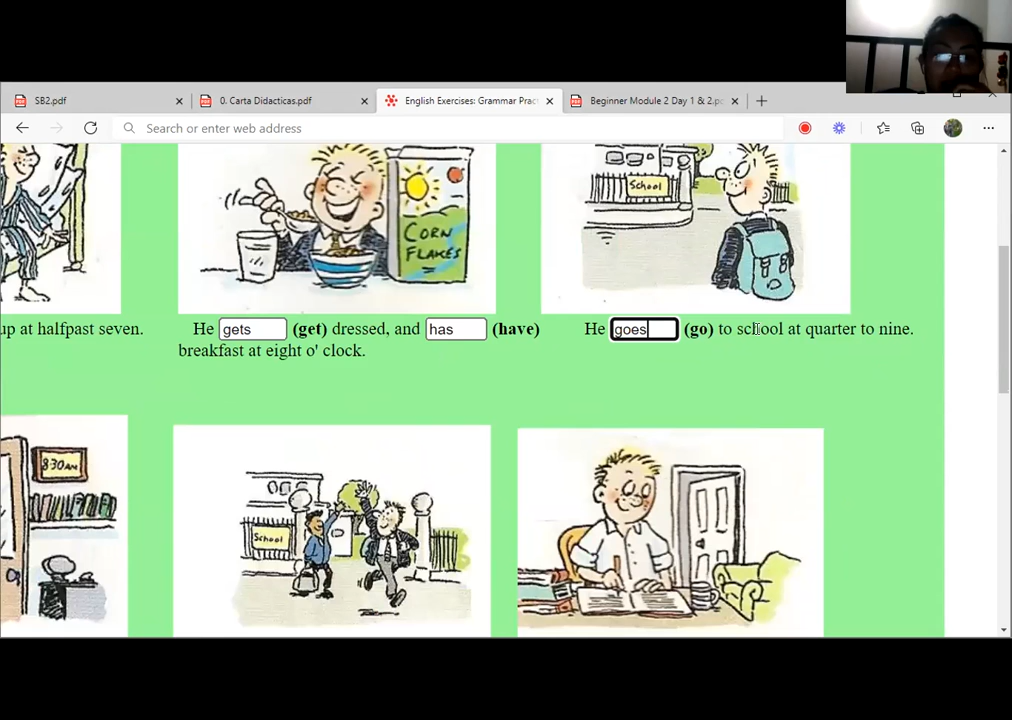 SB2.pdf
0. Carta Didacticas.pdf
English Exercises: Grammar Prac
Beginner Module 2 Day 1 & 2.pd
Search or enter web address
School
CORN
FLAKES
up at halfpast seven.
He gets (get) dressed, and has (have)
breakfast at eight o' clock.
He goes (go) to school at quarter to nine.
8:30AM
School